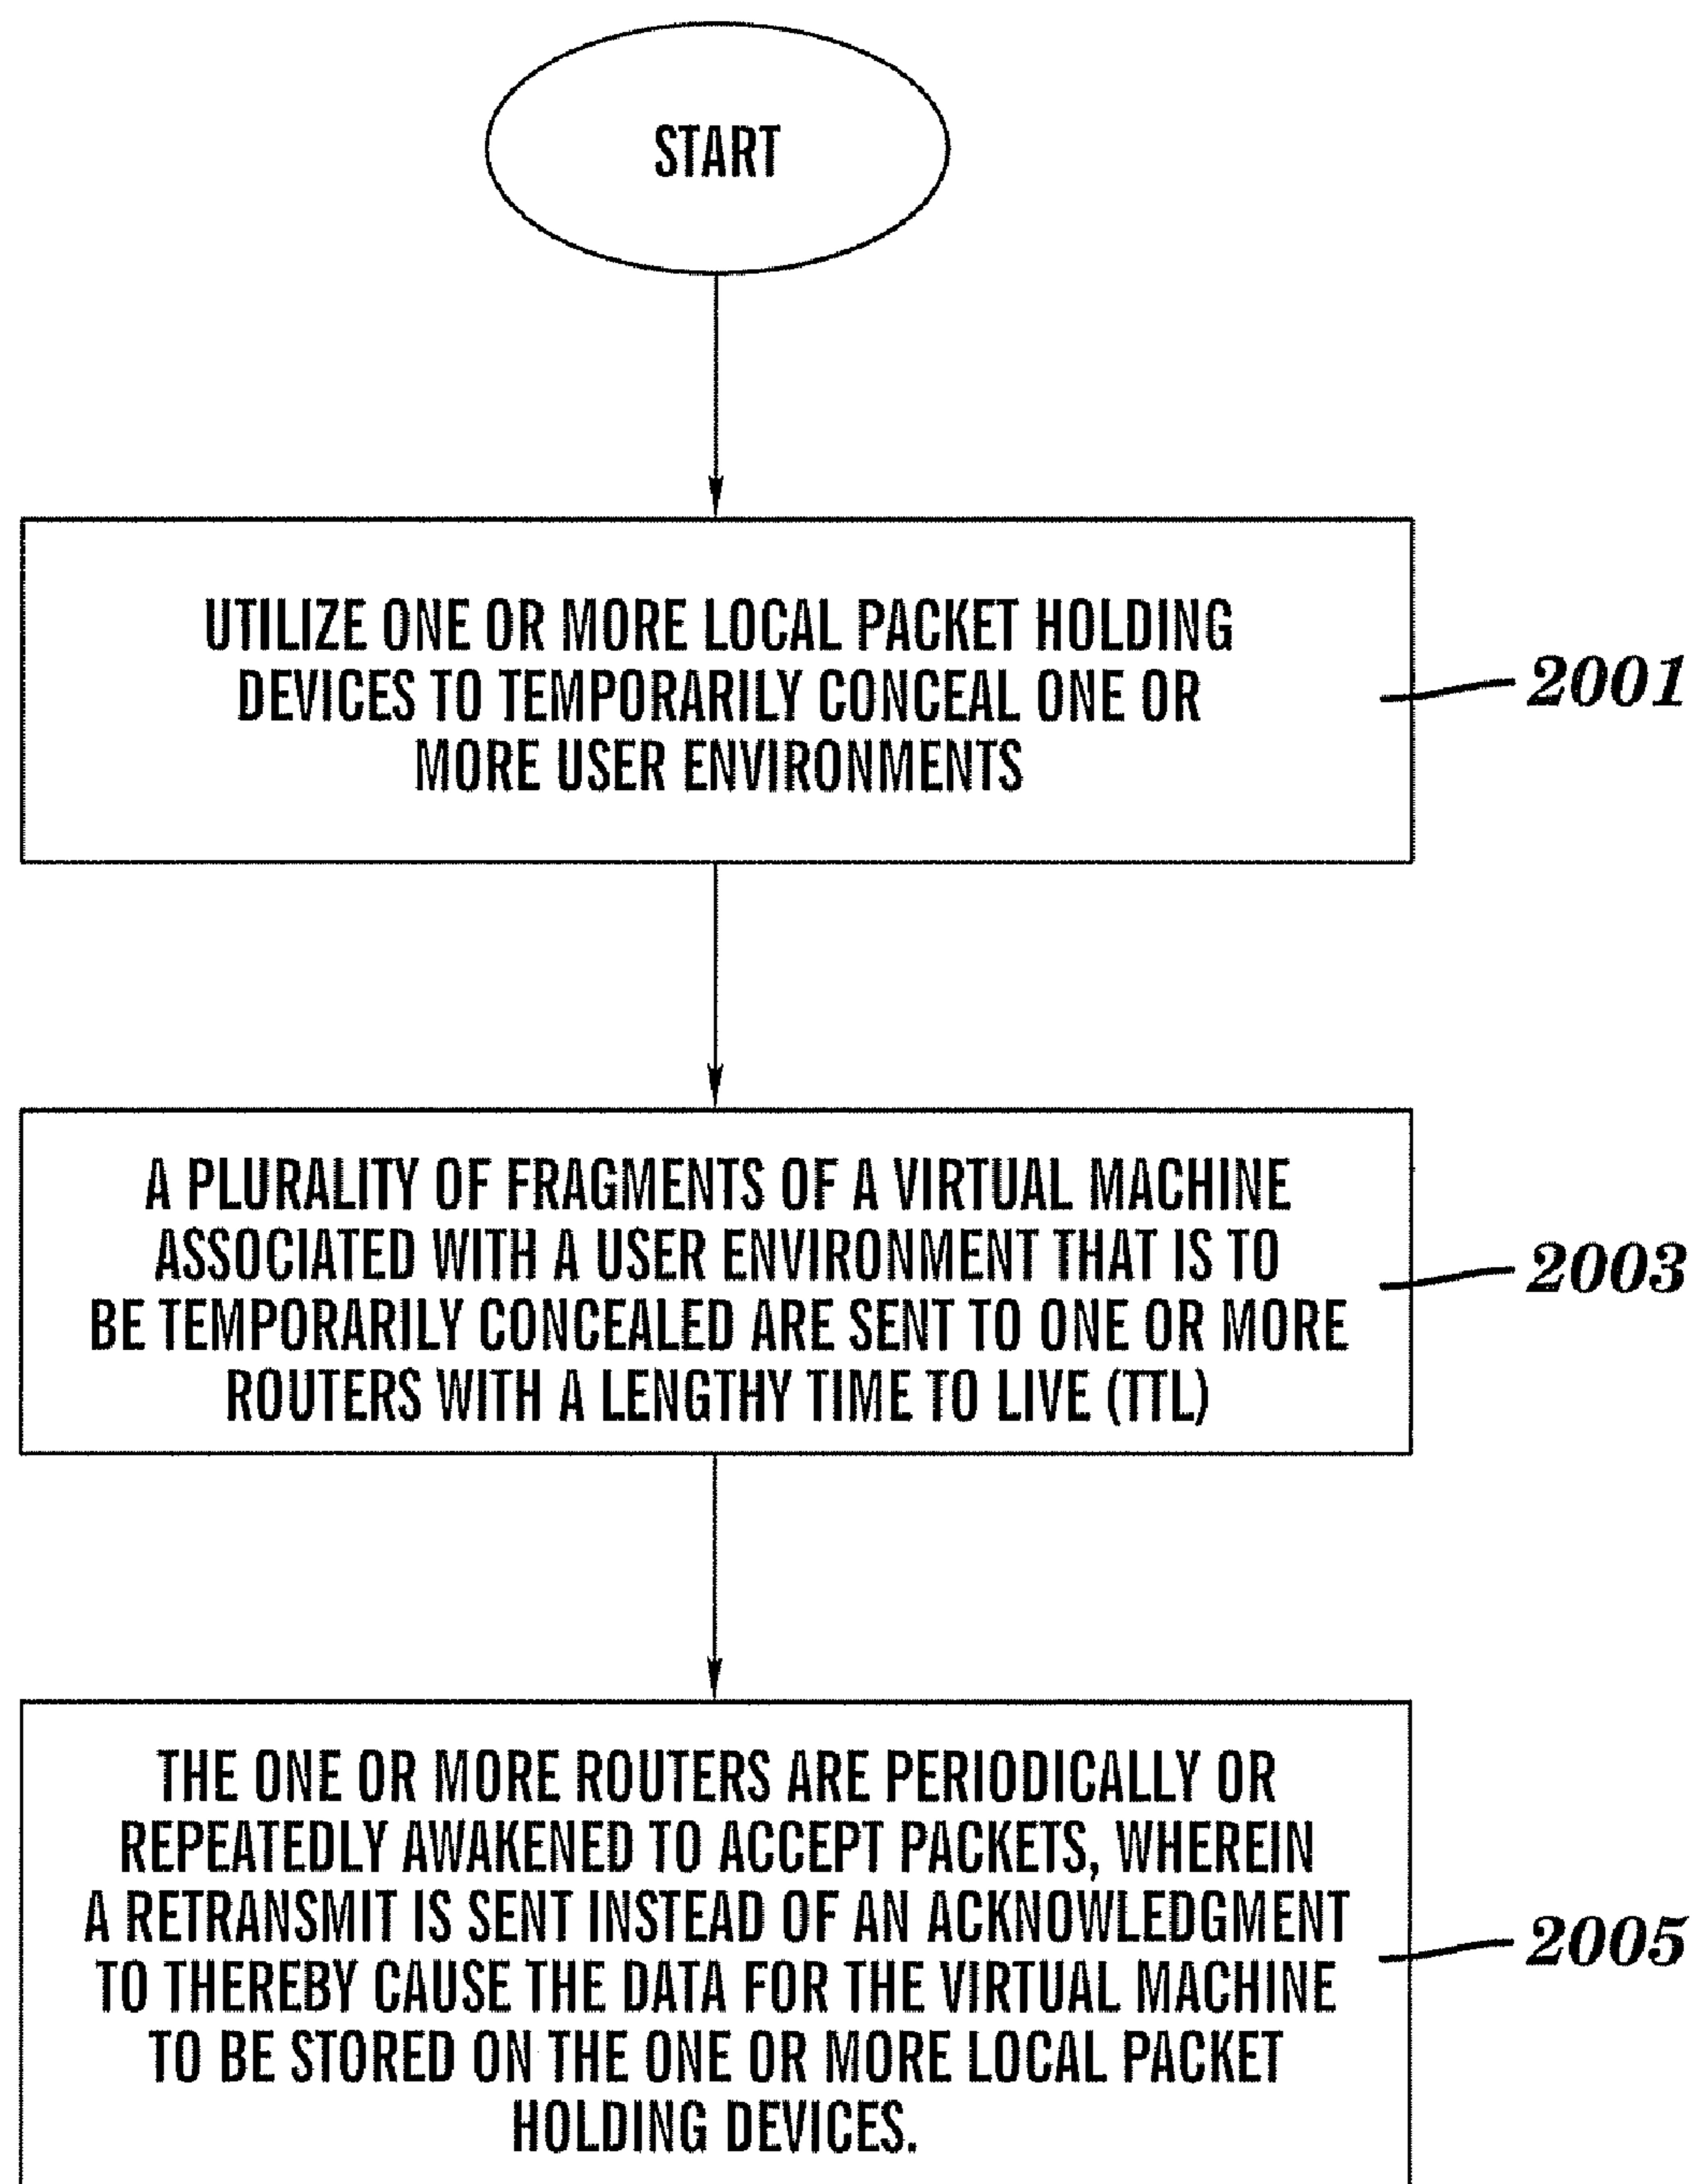 START
UTILIZE ONE OR MORE LOCAL PACKET HOLDING
DEVICES TO TEMPORARILY CONCEAL ONE OR
MORE USER ENVIRONMENTS
2001
A PLURALITY OF FRAGMENTS OF A VIRTUAL MACHINE
ASSOCIATED WITH A USER ENVIRONMENT THAT IS TO
BE TEMPORARILY CONCEALED ARE SENT TO ONE OR MORE
ROUTERS WITH A LENGTHY TIME TO LIVE (TTL)
2003
THE ONE OR MORE ROUTERS ARE PERIODICALLY OR
REPEATEDLY AWAKENED TO ACCEPT PACKETS, WHEREIN
A RETRANSMIT IS SENT INSTEAD OF AN ACKNOWLEDGMENT
TO THEREBY CAUSE THE DATA FOR THE VIRTUAL MACHINE
TO BE STORED ON THE ONE OR MORE LOCAL PACKET
HOLDING DEVICES.
2005